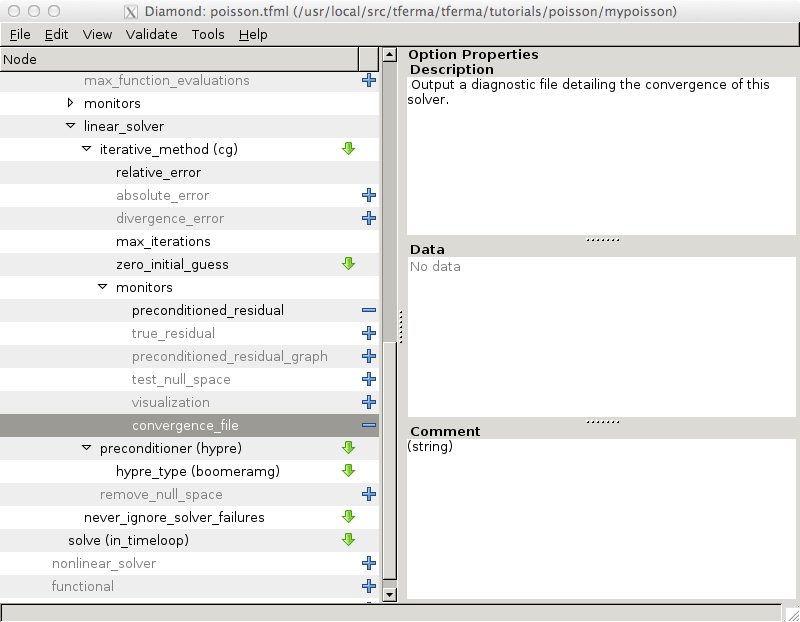 Diamond: poisson.tfml (/usr/local/src/tferma/tferma/tutorials/poisson/mypoisson)
File Edit View Validate Tools Help
Node
max_function_evaluations
monitors
linear_solver
iterative_method (cg)
relative_error
absolute_error
divergence_error
max_iterations
zero_initial_guess
monitors
preconditioned_residual
true_residual
preconditioned_residual_graph
test_null_space
visualization
convergence_file
preconditioner (hypre)
hypre_type (boomeramg)
remove_null_space
never_ignore_solver_failures
solve (in_timeloop)
nonlinear_solver
functional
Option Properties
Description
Output a diagnostic file detailing the convergence of this
solver.
Data
No data
Comment
(string)